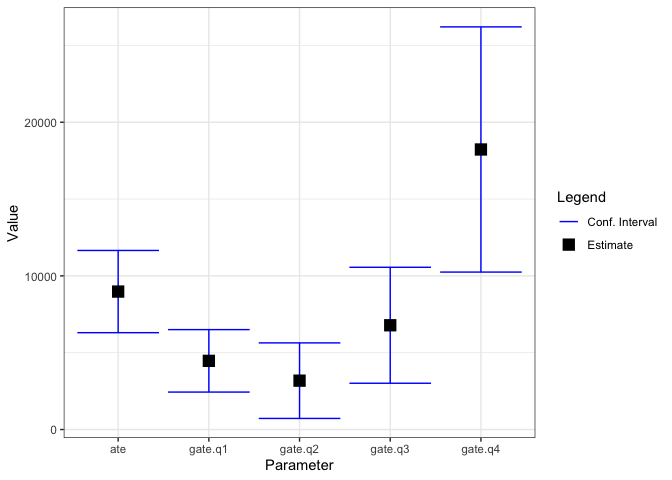 20000
10000
0
Value
ate
gate.q1
gate.q2
gate.q3
gate.q4
Parameter
Legend
Conf. Interval
Estimate